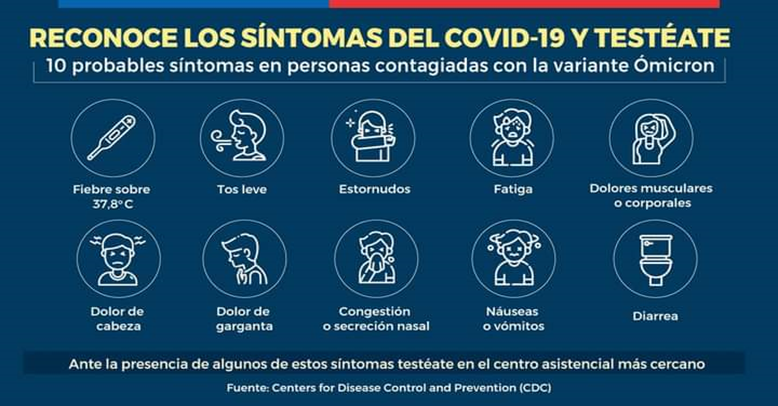 RECONOCE LOS SÍNTOMAS DEL COVID-19 Y TESTÉATE
10 probables síntomas en personas contagiadas con la variante Ómicron
Fiebre sobre
37,8°C
Tos leve
Estornudos
Fatiga
Dolores musculares
o corporales
Dolor de
cabeza
Dolor de
garganta
Congestión
o secreción nasal
Náuseas
o vómitos
Diarrea
Ante la presencia de algunos de estos síntomas testéate en el centro asistencial más cercano
Fuente: Centers for Disease Control and Prevention (CDC)